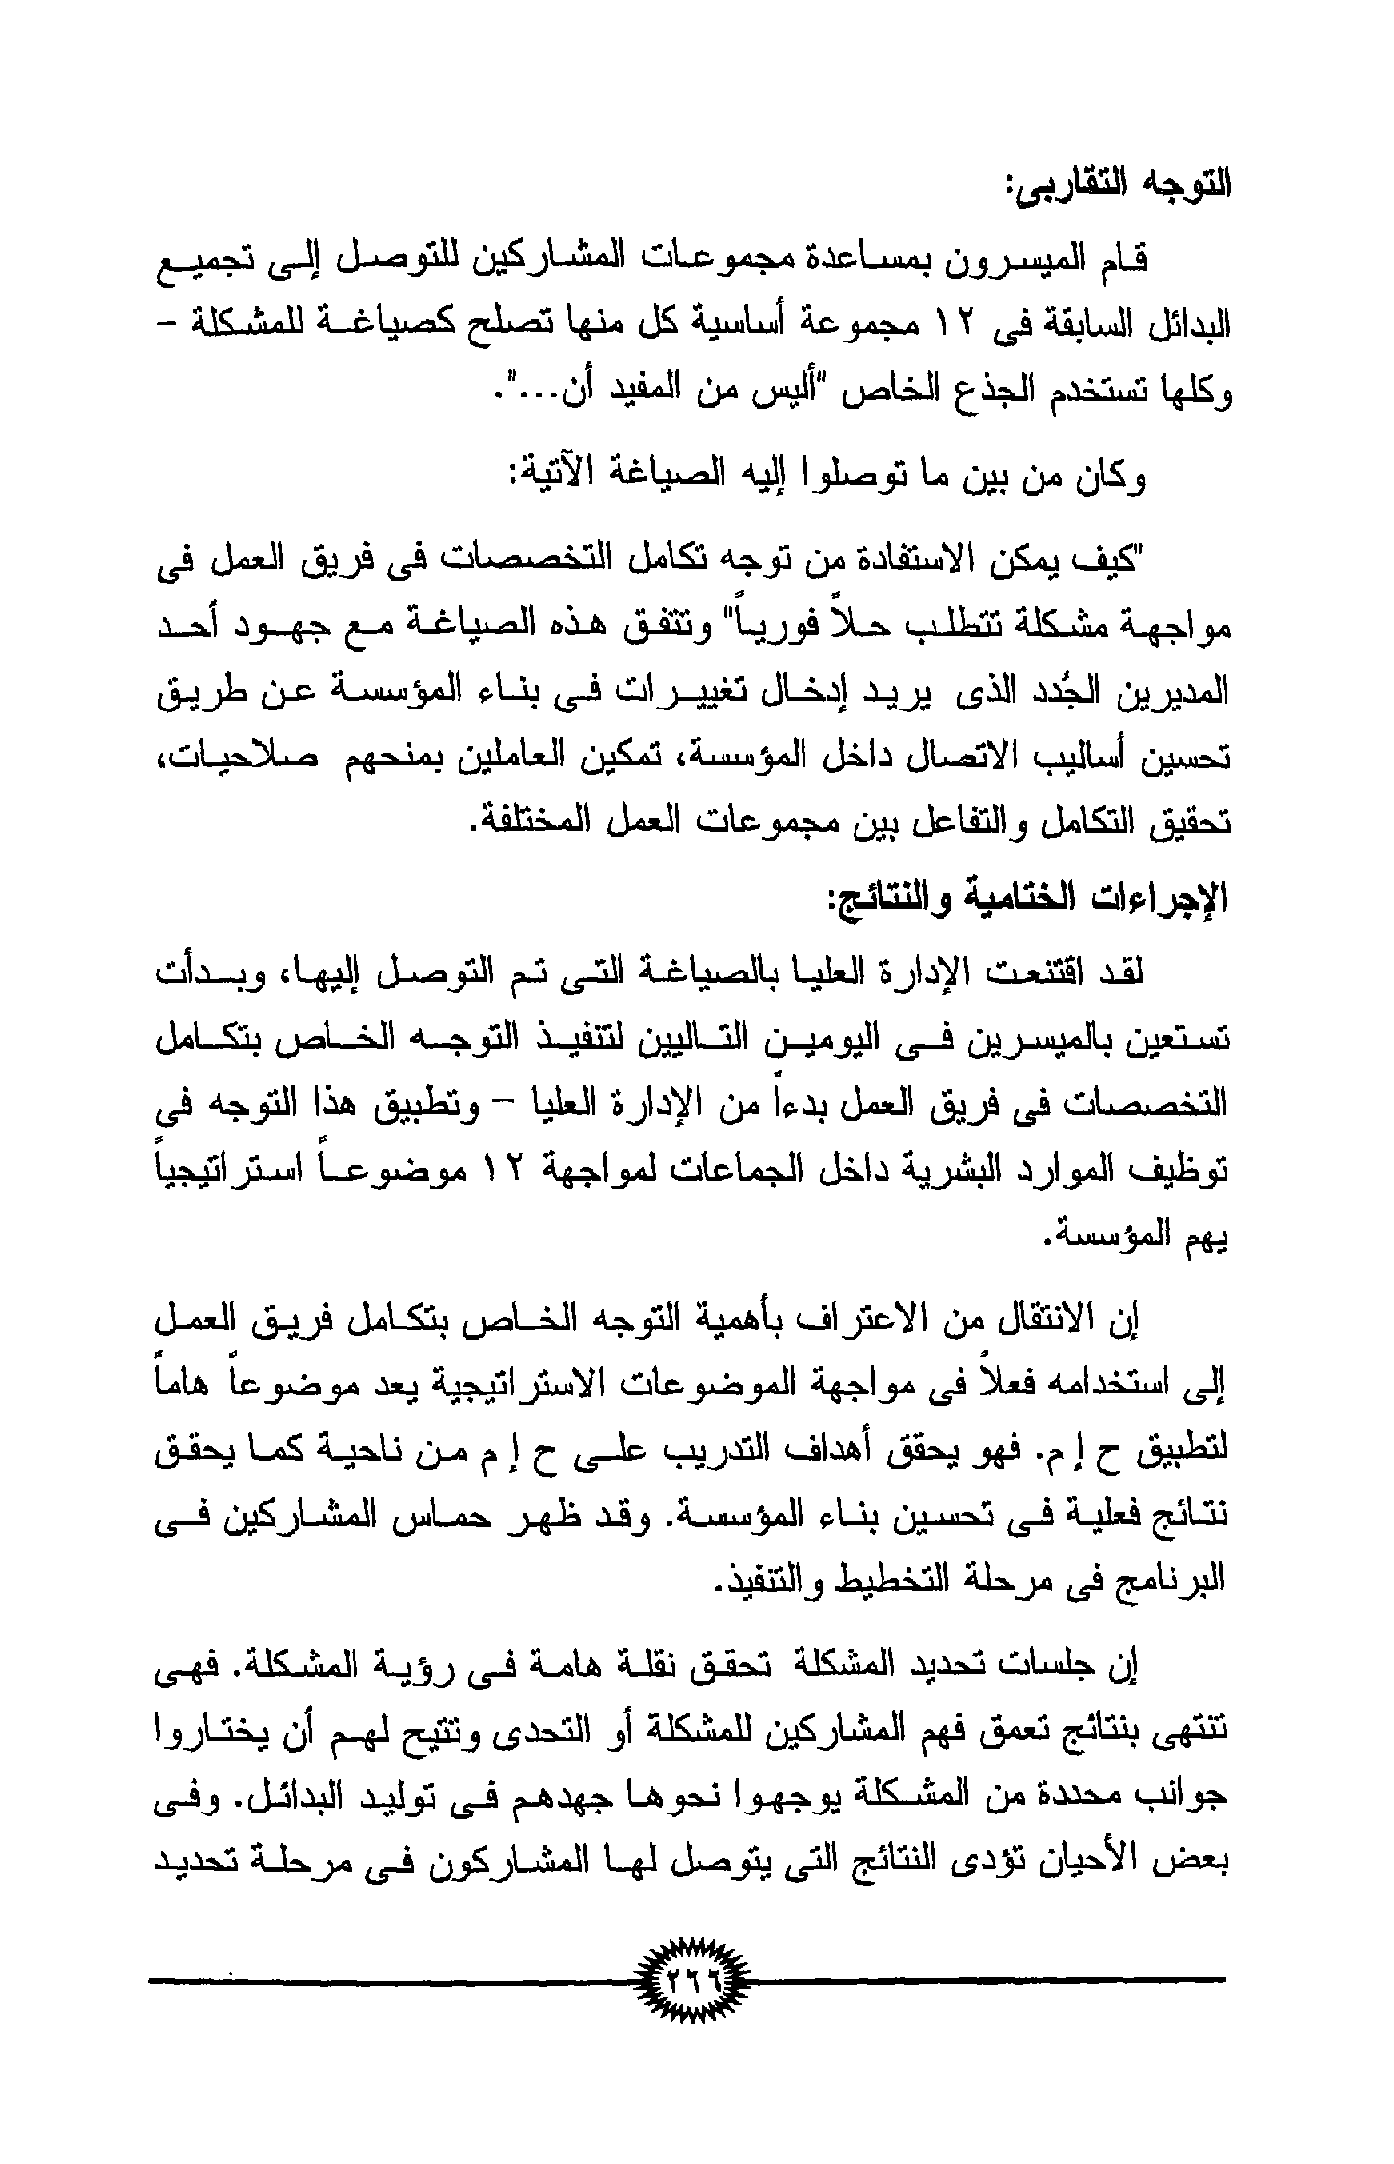 التوجه التقاربى:
قام الميسرون بمساعدة مجموعات المشاركين للتوصل إلى تجميع
البدائل السابقة فى ١٢ مجموعة أساسية كل منها تصلح كصياغة للمشكلة –
وكلها تستخدم الجذع الخاص "أليس من المفيد أن...".
وكان من بين ما توصلوا إليه الصياغة الآتية:
"كيف يمكن الاستفادة من توجه تكامل التخصصات فى فريق العمل فى
مواجهة مشكلة تتطلب حلاً فورياً" وتتفق هذه الصياغة مع جهود أحد
المديرين الجُدد الذى يريد إدخال تغييرات فى بناء المؤسسة عن طريق
تحسين أساليب الاتصال داخل المؤسسة، تمكين العاملين بمنحهم صلاحيات،
تحقيق التكامل والتفاعل بين مجموعات العمل المختلفة.
الإجراءات الختامية والنتائج:
لقد اقتنعت الإدارة العليا بالصياغة التى تم التوصل إليها، وبدأت
تستعين بالميسرين فى اليومين التاليين لتنفيذ التوجه الخاص بتكامل
التخصصات فى فريق العمل بدءاً من الإدارة العليا – وتطبيق هذا التوجه فى
توظيف الموارد البشرية داخل الجماعات لمواجهة ١٢ موضوعاً استراتيجياً
يهم المؤسسة.
إن الانتقال من الاعتراف بأهمية التوجه الخاص بتكامل فريق العمل
إلى استخدامه فعلاً فى مواجهة الموضوعات الاستراتيجية يعد موضوعاً هاماً
لتطبيق ح إ م. فهو يحقق أهداف التدريب على ح إ م من ناحية كما يحقق
نتائج فعلية فى تحسين بناء المؤسسة. وقد ظهر حماس المشاركين فى
البرنامج فى مرحلة التخطيط والتنفيذ.
إن جلسات تحديد المشكلة تحقق نقلة هامة فى رؤية المشكلة. فهى
تنتهى بنتائج تعمق فهم المشاركين للمشكلة أو التحدى وتتيح لهم أن يختاروا
جوانب محددة من المشكلة يوجهوا نحوها جهدهم فى توليد البدائل. وفى
بعض الأحيان تؤدى النتائج التى يتوصل لها المشاركون فى مرحلة تحديد
٢٦٦